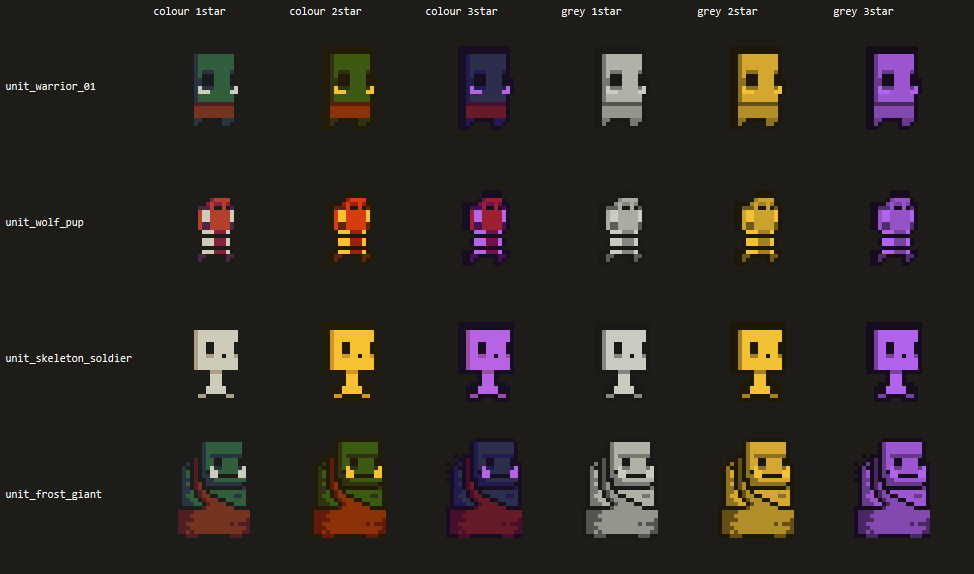 colour 1star colour 2star colour 3star grey 1star grey 2star grey 3star
unit_warrior_01
unit_wolf_pup
unit_skeleton_soldier
unit_frost_giant